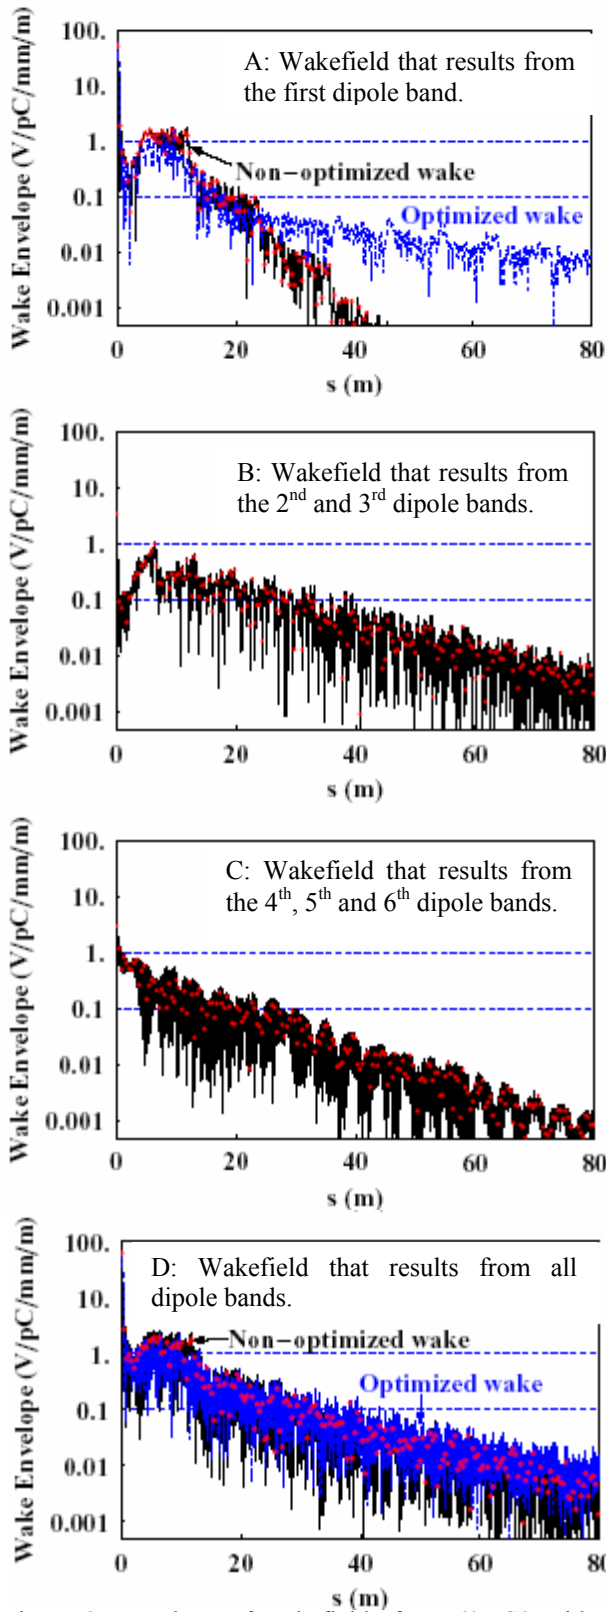 Wake Envelope (V/pC/mm/m)
100.
10.
1.
0.1
0.01
0.001
A: Wakefield that results from
the first dipole band.
Non-optimized wake
Optimized wake
0 20 40 60 80
s (m)
Wake Envelope (V/pC/mm/m)
100.
10.
1.
0.1
0.01
0.001
B: Wakefield that results from
the 2nd and 3rd dipole bands.
0 20 40 60 80
s (m)
Wake Envelope (V/pC/mm/m)
100.
10.
1.
0.1
0.01
0.001
C: Wakefield that results from
the 4th, 5th and 6th dipole bands.
0 20 40 60 80
s (m)
Wake Envelope (V/pC/mm/m)
100.
10.
1.
0.1
0.01
0.001
D: Wakefield that results from all
dipole bands.
Non-optimized wake
Optimized wake
0 20 40 60 80
s (m)